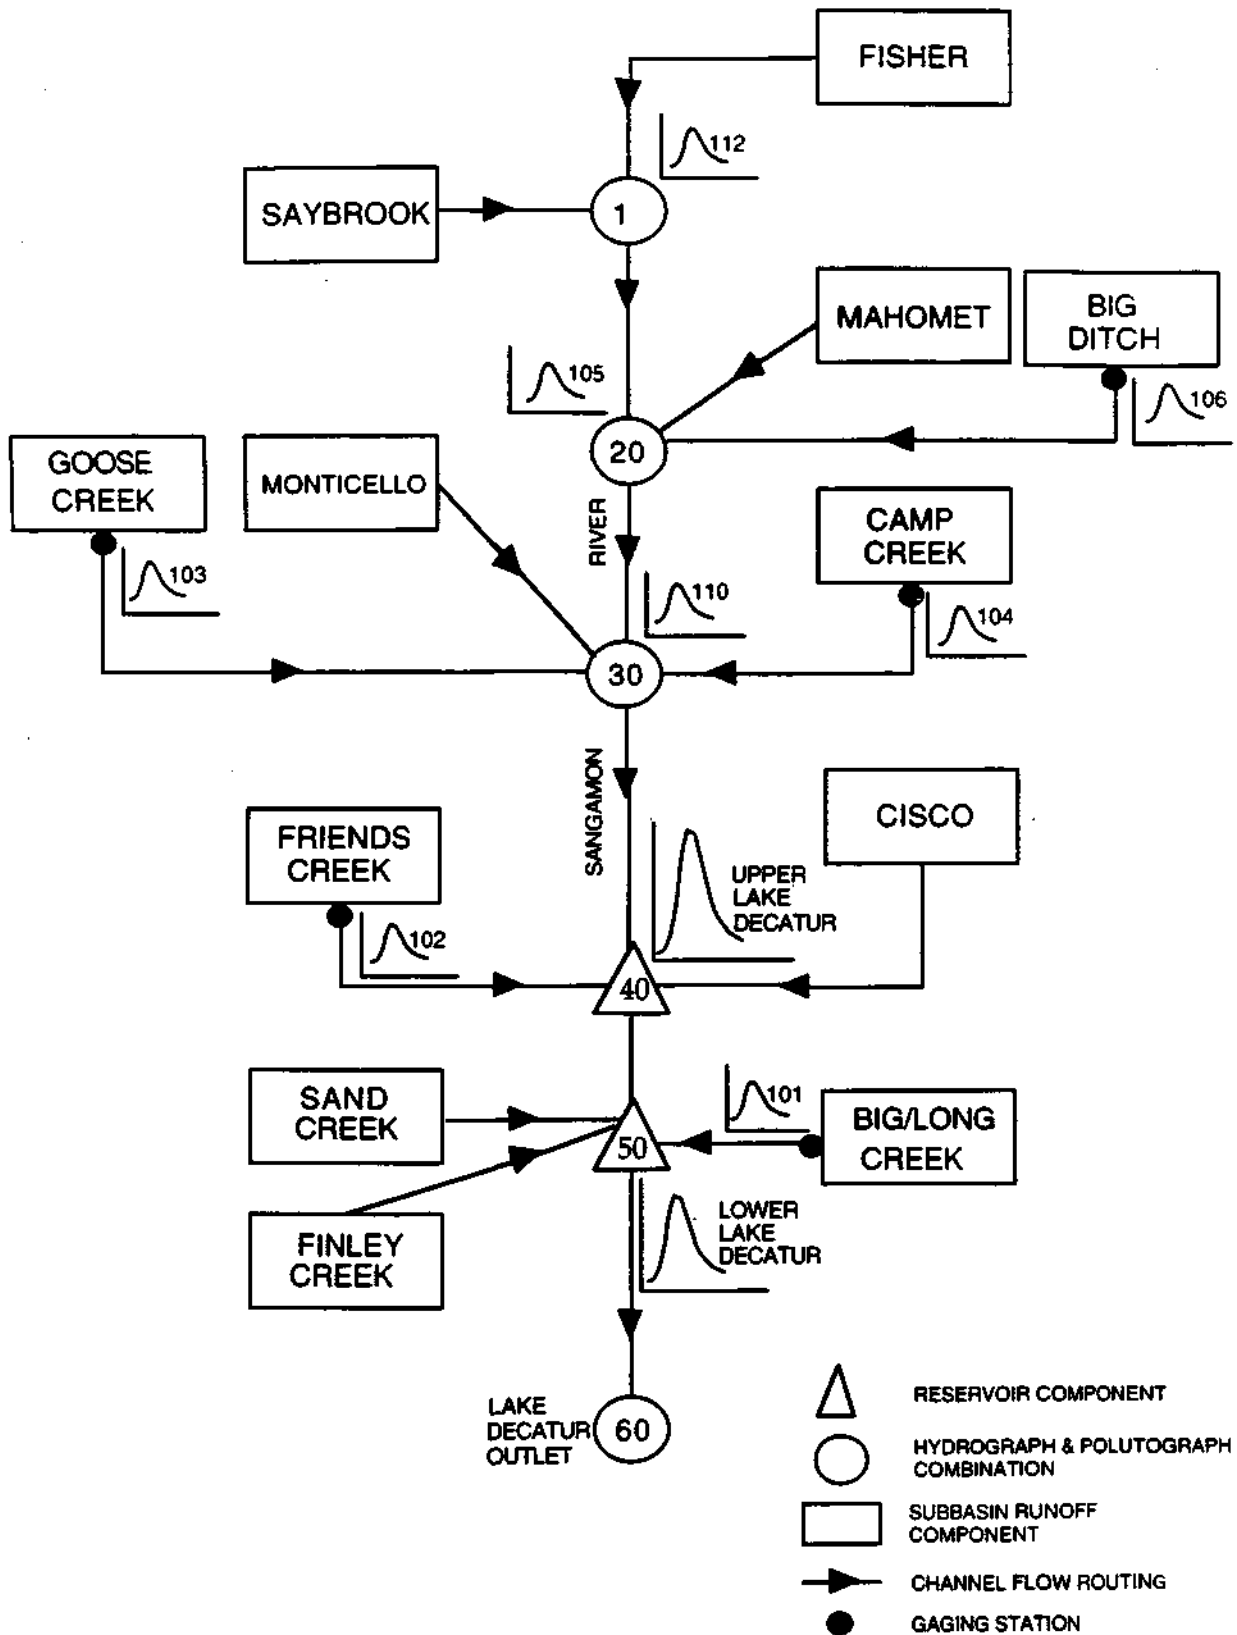 FISHER
112
SAYBROOK
1
MAHOMET
BIG
DITCH
105
106
20
GOOSE
CREEK
MONTICELLO
RIVER
CAMP
CREEK
103
110
104
30
SANGAMON
CISCO
FRIENDS
CREEK
UPPER
LAKE
DECATUR
102
40
SAND
CREEK
101
BIG/LONG
CREEK
50
FINLEY
CREEK
LOWER
LAKE
DECATUR
LAKE
DECATUR
OUTLET
60
RESERVOIR COMPONENT
HYDROGRAPH & POLUTOGRAPH
COMBINATION
SUBBASIN RUNOFF
COMPONENT
CHANNEL FLOW ROUTING
GAGING STATION